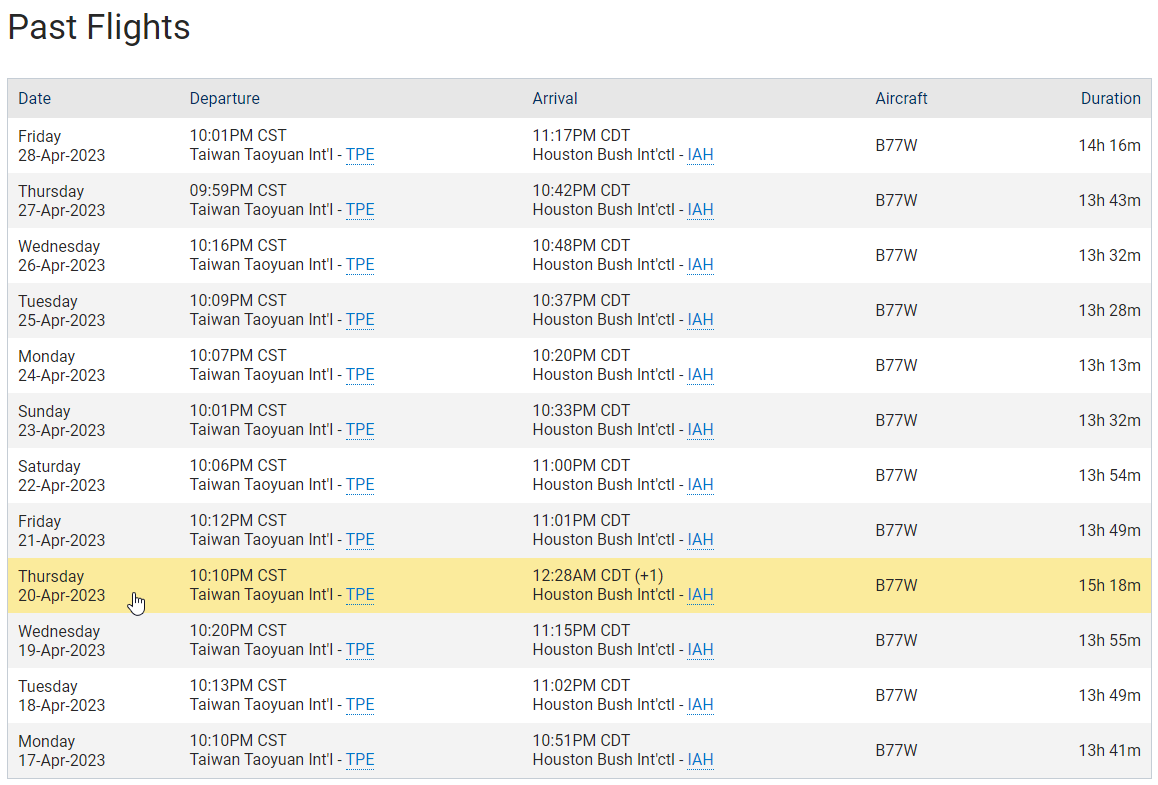 Past Flights
Date Departure Arrival Aircraft Duration
Friday 10:01PM CST 11:17PM CDT B77W 14h 16m
28-Apr-2023 Taiwan Taoyuan Int'l - TPE Houston Bush Int'ctl - IAH
Thursday 09:59PM CST 10:42PM CDT B77W 13h 43m
27-Apr-2023 Taiwan Taoyuan Int'l - TPE Houston Bush Int'ctl - IAH
Wednesday 10:16PM CST 10:48PM CDT B77W 13h 32m
26-Apr-2023 Taiwan Taoyuan Int'l - TPE Houston Bush Int'ctl - IAH
Tuesday 10:09PM CST 10:37PM CDT B77W 13h 28m
25-Apr-2023 Taiwan Taoyuan Int'l - TPE Houston Bush Int'ctl - IAH
Monday 10:07PM CST 10:20PM CDT B77W 13h 13m
24-Apr-2023 Taiwan Taoyuan Int'l - TPE Houston Bush Int'ctl - IAH
Sunday 10:01PM CST 10:33PM CDT B77W 13h 32m
23-Apr-2023 Taiwan Taoyuan Int'l - TPE Houston Bush Int'ctl - IAH
Saturday 10:06PM CST 11:00PM CDT B77W 13h 54m
22-Apr-2023 Taiwan Taoyuan Int'l - TPE Houston Bush Int'ctl - IAH
Friday 10:12PM CST 11:01PM CDT B77W 13h 49m
21-Apr-2023 Taiwan Taoyuan Int'l - TPE Houston Bush Int'ctl - IAH
Thursday 10:10PM CST 12:28AM CDT (+1) B77W 15h 18m
20-Apr-2023 Taiwan Taoyuan Int'l - TPE Houston Bush Int'ctl - IAH
Wednesday 10:20PM CST 11:15PM CDT B77W 13h 55m
19-Apr-2023 Taiwan Taoyuan Int'l - TPE Houston Bush Int'ctl - IAH
Tuesday 10:13PM CST 11:02PM CDT B77W 13h 49m
18-Apr-2023 Taiwan Taoyuan Int'l - TPE Houston Bush Int'ctl - IAH
Monday 10:10PM CST 10:51PM CDT B77W 13h 41m
17-Apr-2023 Taiwan Taoyuan Int'l - TPE Houston Bush Int'ctl - IAH